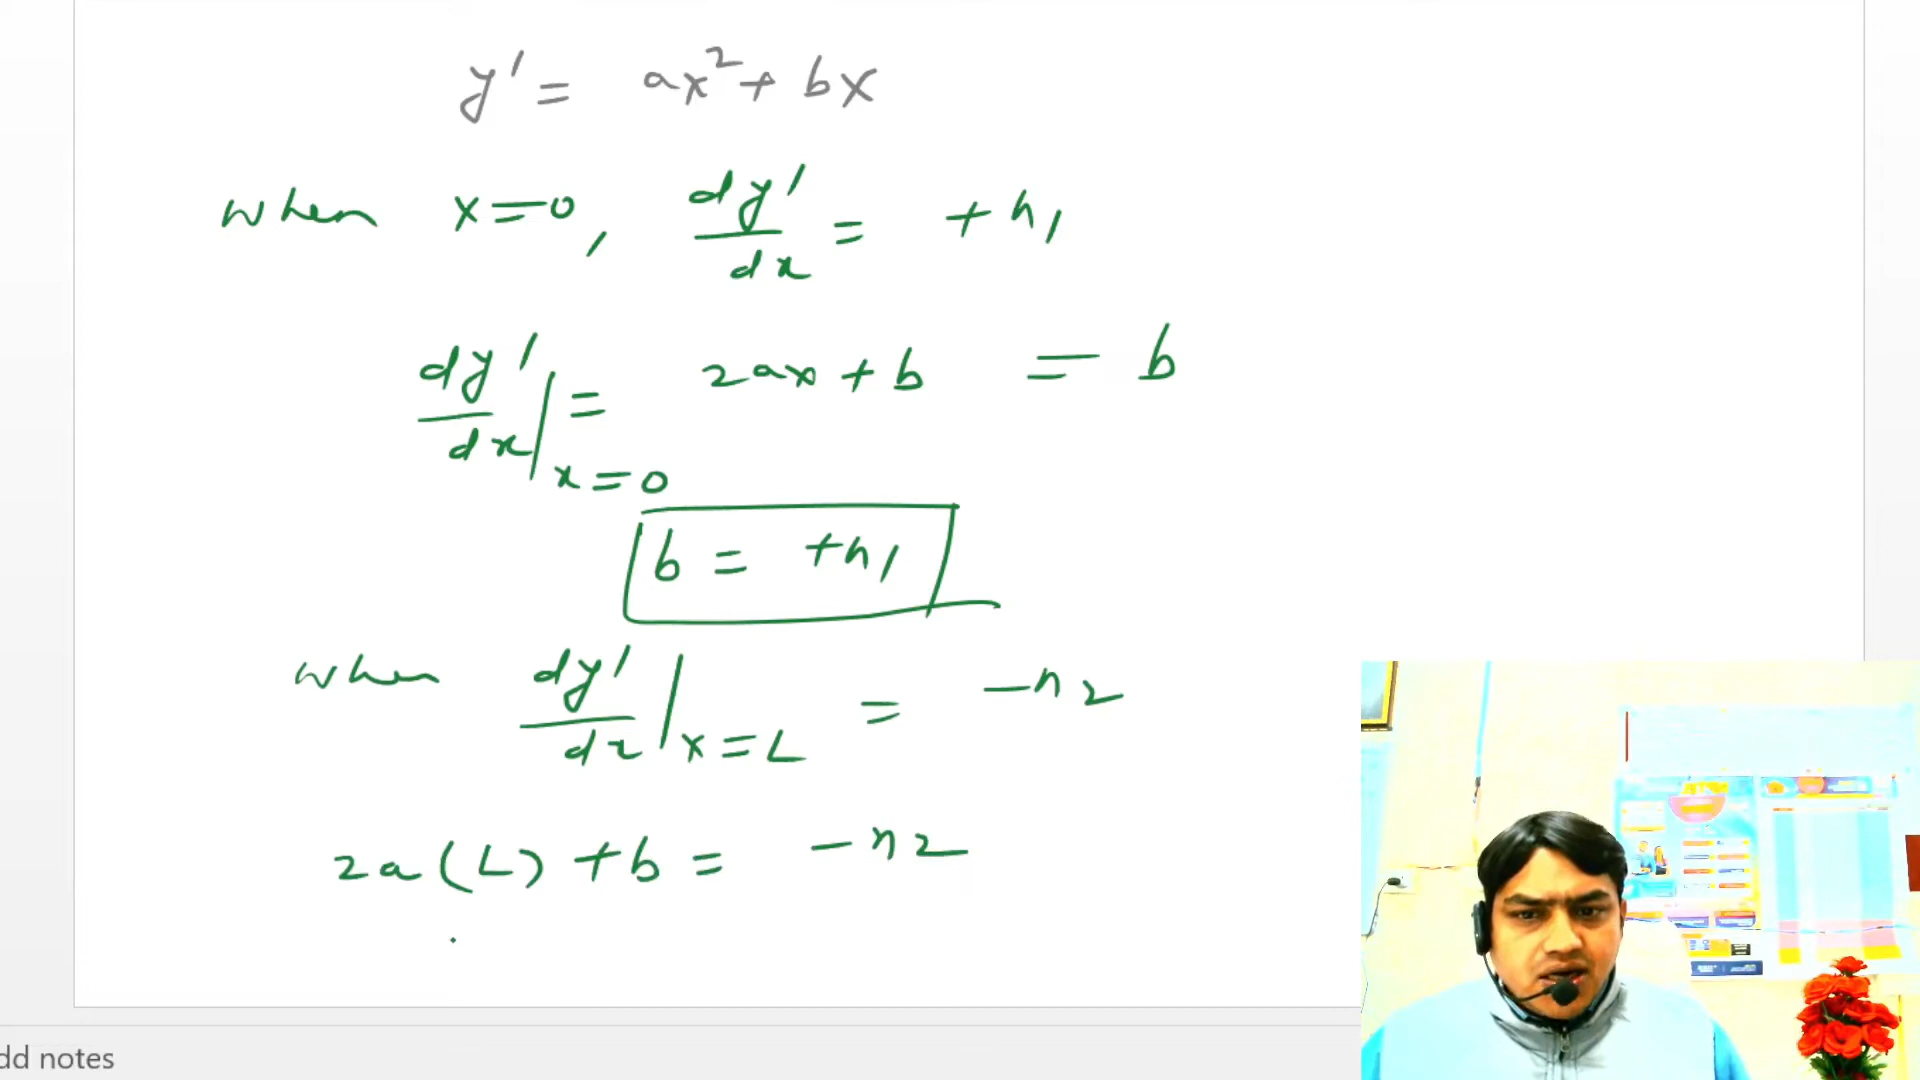 y' = ax² + bx
when x=0, dy'/dx = +n₁
dy'/dx|x=0 = 2ax + b = b
b = +n₁
when dy'/dx|x=L = -n₂
2a(L) + b = -n₂
dd notes